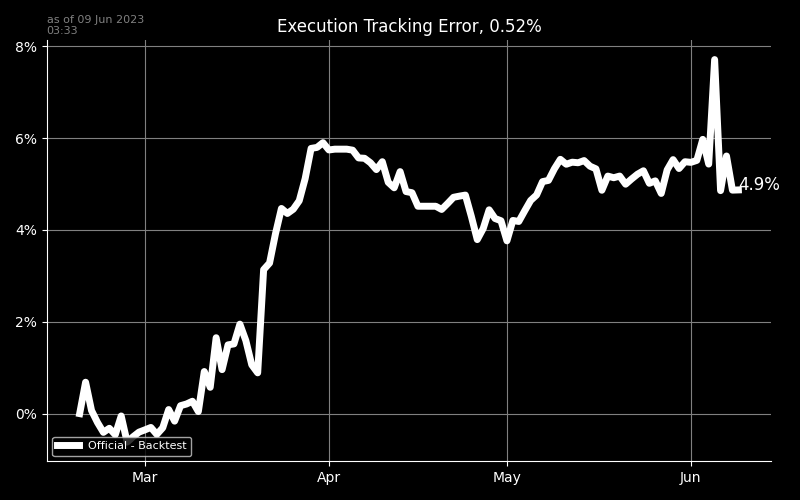 as of 09 Jun 2023
03:33
Execution Tracking Error, 0.52%
8%
6%
4.9%
4%
2%
0%
Official - Backtest
Mar
Apr
May
Jun